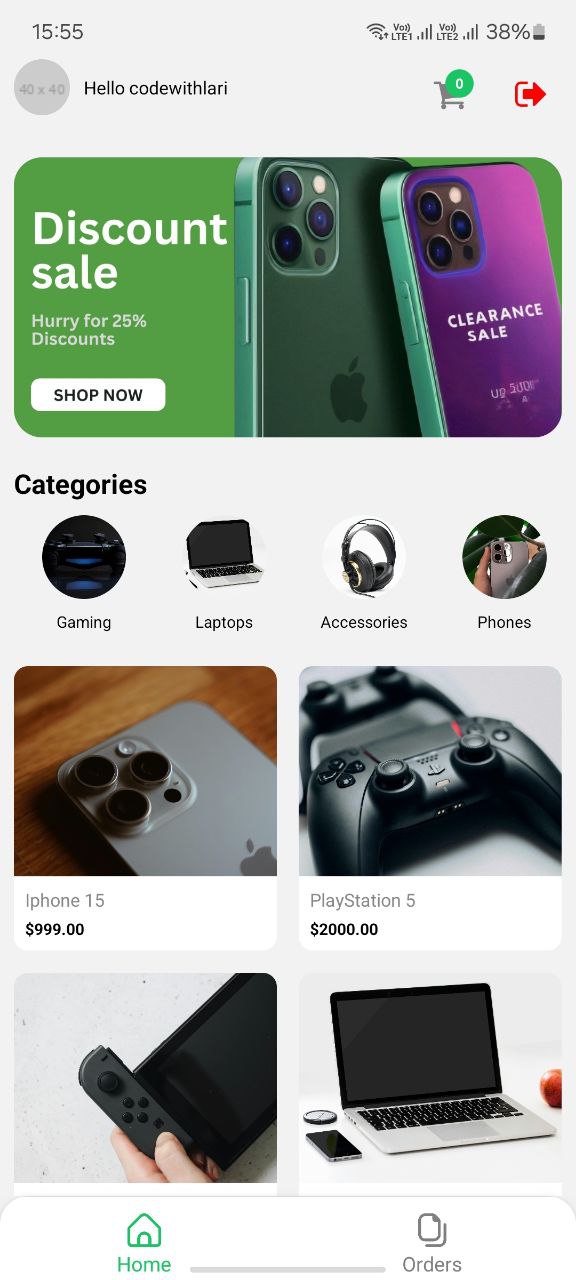 15:55
Vo)) LTE1 Vo)) LTE2 38%
40 x 40
Hello codewithlari
0
Discount
sale
Hurry for 25%
Discounts
SHOP NOW
CLEARANCE
SALE
Categories
Gaming
Laptops
Accessories
Phones
Iphone 15
$999.00
PlayStation 5
$2000.00
Home
Orders